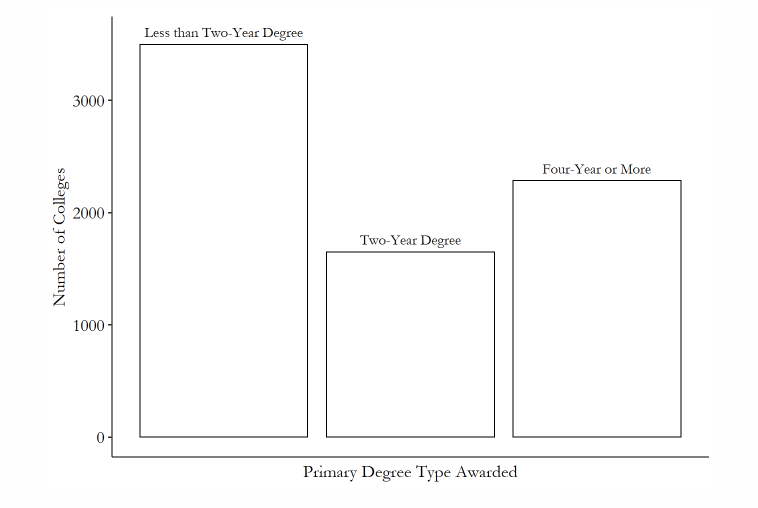 Less than Two-Year Degree
3000
Four-Year or More
2000
Two-Year Degree
1000
0
Number of Colleges
Primary Degree Type Awarded